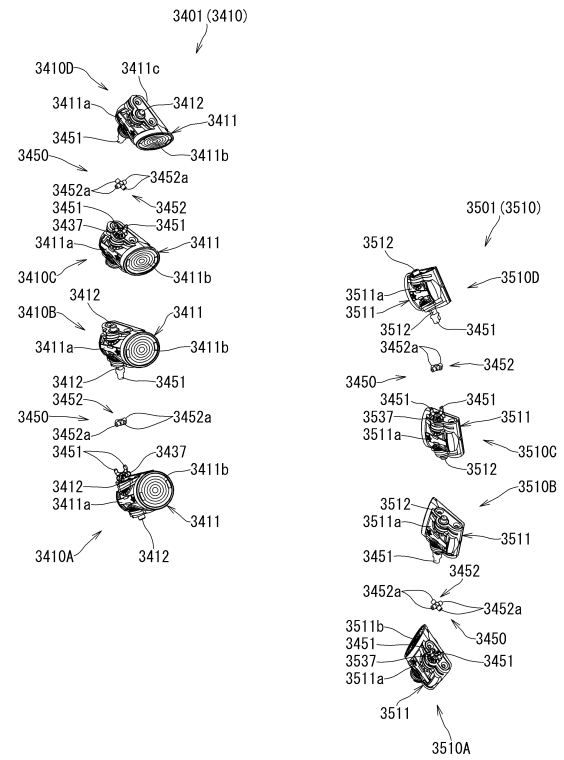 3401 (3410)
3410D
3411c
3411a
3412
3411
3451
3411b
3450
3452a
3452a
3452
3451
3451
3437
3411a
3411
3410C
3411b
3412
3410B
3411
3411a
3411b
3412
3451
3452
3450
3452a
3452a
3451
3437
3411b
3412
3411a
3411
3410A
3412
3501 (3510)
3512
3510D
3511a
3511
3512
3451
3452a
3452
3450
3451
3451
3537
3511
3511a
3510C
3512
3510B
3512
3511a
3511
3451
3452
3452a
3452a
3511b
3450
3451
3537
3451
3511a
3511
3510A